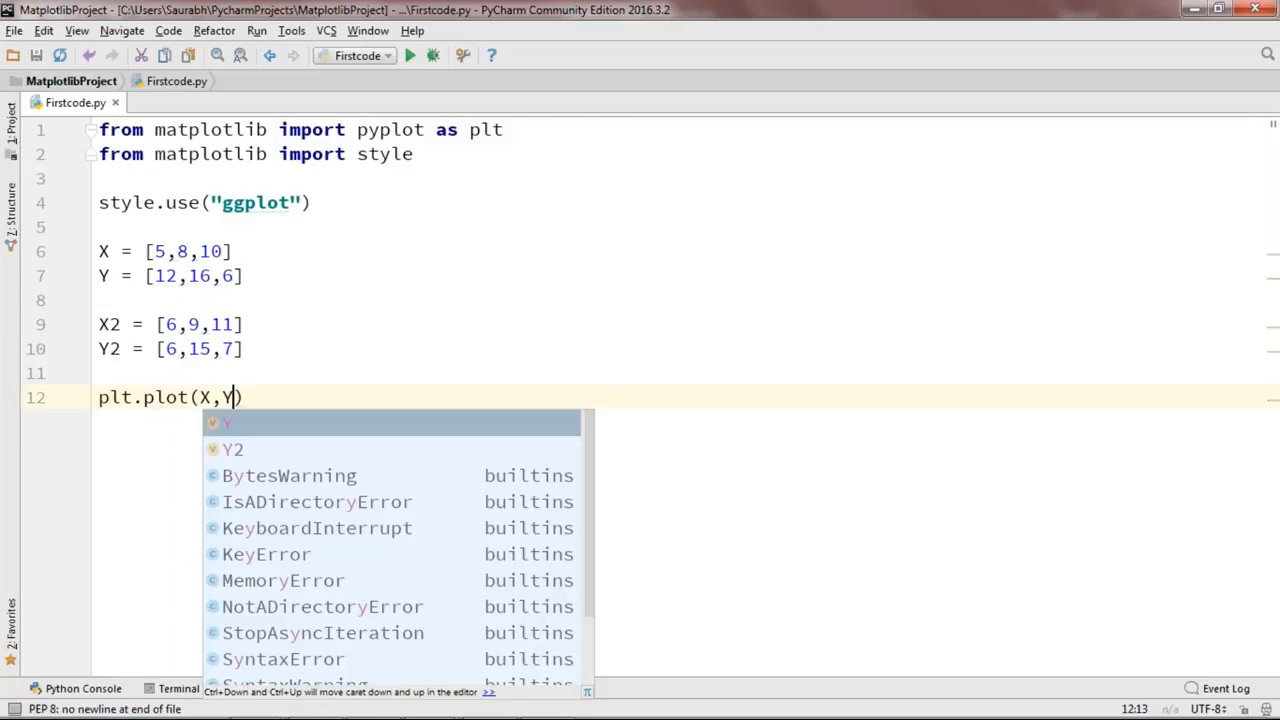 MatplotlibProject - [C:\Users\Saurabh\PycharmProjects\MatplotlibProject] - ...\Firstcode.py - PyCharm Community Edition 2016.3.2
File Edit View Navigate Code Refactor Run Tools VCS Window Help
Firstcode
MatplotlibProject Firstcode.py
Firstcode.py
1: Project
Z: Structure
2: Favorites
1 from matplotlib import pyplot as plt
2 from matplotlib import style
3
4 style.use("ggplot")
5
6 X = [5,8,10]
7 Y = [12,16,6]
8
9 X2 = [6,9,11]
10 Y2 = [6,15,7]
11
12 plt.plot(X,Y)
Y
Y2
BytesWarning builtins
IsADirectoryError builtins
KeyboardInterrupt builtins
KeyError builtins
MemoryError builtins
NotADirectoryError builtins
StopAsyncIteration builtins
SyntaxError builtins
SyntaxWarning builtins
Ctrl+Down and Ctrl+Up will move caret down and up in the editor >> π
Python Console Terminal Event Log
PEP 8: no newline at end of file 12:13 n/a UTF-8